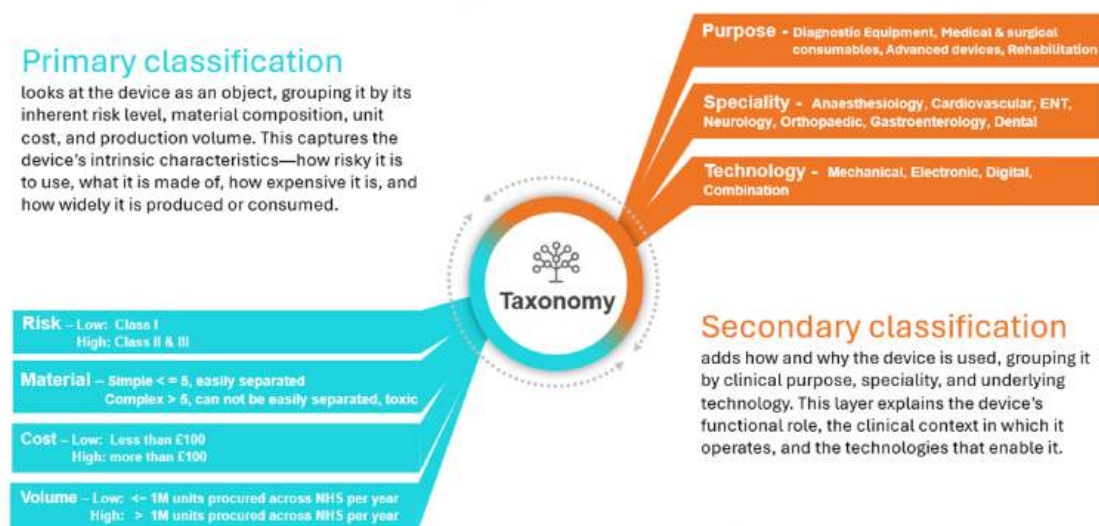 Primary classification
looks at the device as an object, grouping it by its
inherent risk level, material composition, unit
cost, and production volume. This captures the
device's intrinsic characteristics—how risky it is
to use, what it is made of, how expensive it is, and
how widely it is produced or consumed.
Purpose - Diagnostic Equipment, Medical & surgical
consumables, Advanced devices, Rehabilitation
Speciality - Anaesthesiology, Cardiovascular, ENT,
Neurology, Orthopaedic, Gastroenterology, Dental
Technology - Mechanical, Electronic, Digital,
Combination
Taxonomy
Risk – Low: Class I
High: Class II & III
Material – Simple < = 5, easily separated
Complex > 5, can not be easily separated, toxic
Cost – Low: Less than £100
High: more than £100
Volume – Low: <= 1M units procured across NHS per year
High: > 1M units procured across NHS per year
Secondary classification
adds how and why the device is used, grouping it
by clinical purpose, speciality, and underlying
technology. This layer explains the device's
functional role, the clinical context in which it
operates, and the technologies that enable it.